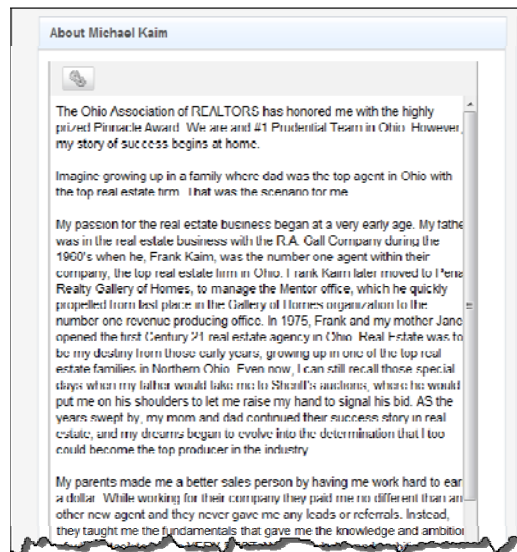 About Michael Kaim
The Ohio Association of REALTORS has honored me with the highly
prized Pinnacle Award. We are and #1 Prudential Team in Ohio. However,
my story of success begins at home.
Imagine growing up in a family where dad was the top agent in Ohio with
the top real estate firm. That was the scenario for me.
My passion for the real estate business began at a very early age. My fathe
was in the real estate business with the R.A. Gall Company during the
1960's when he, Frank Kaim, was the number one agent within their
company, the top real estate firm in Ohio. Frank Kaim later moved to Pena
Realty Gallery of Homes, to manage the Mentor office, which he quickly
propelled from last place in the Gallery of Homes organization to the
number one revenue producing office. In 1975, Frank and my mother Jane
opened the first Century 21 real estate agency in Ohio. Real Estate was to
be my destiny from those early years, growing up in one of the top real
estate families in Northern Ohio. Even now, I can still recall those special
days when my father would take me to Sheriff's auctions, where he would
put me on his shoulders to let me raise my hand to signal his bid. AS the
years swept by, my mom and dad continued their success story in real
estate, and my dreams began to evolve into the determination that I too
could become the top producer in the industry.
My parents made me a better sales person by having me work hard to ear
a dollar. While working for their company they paid me no different than an
other new agent and they never gave me any leads or referrals. Instead,
they taught me the fundamentals that gave me the knowledge and ambition